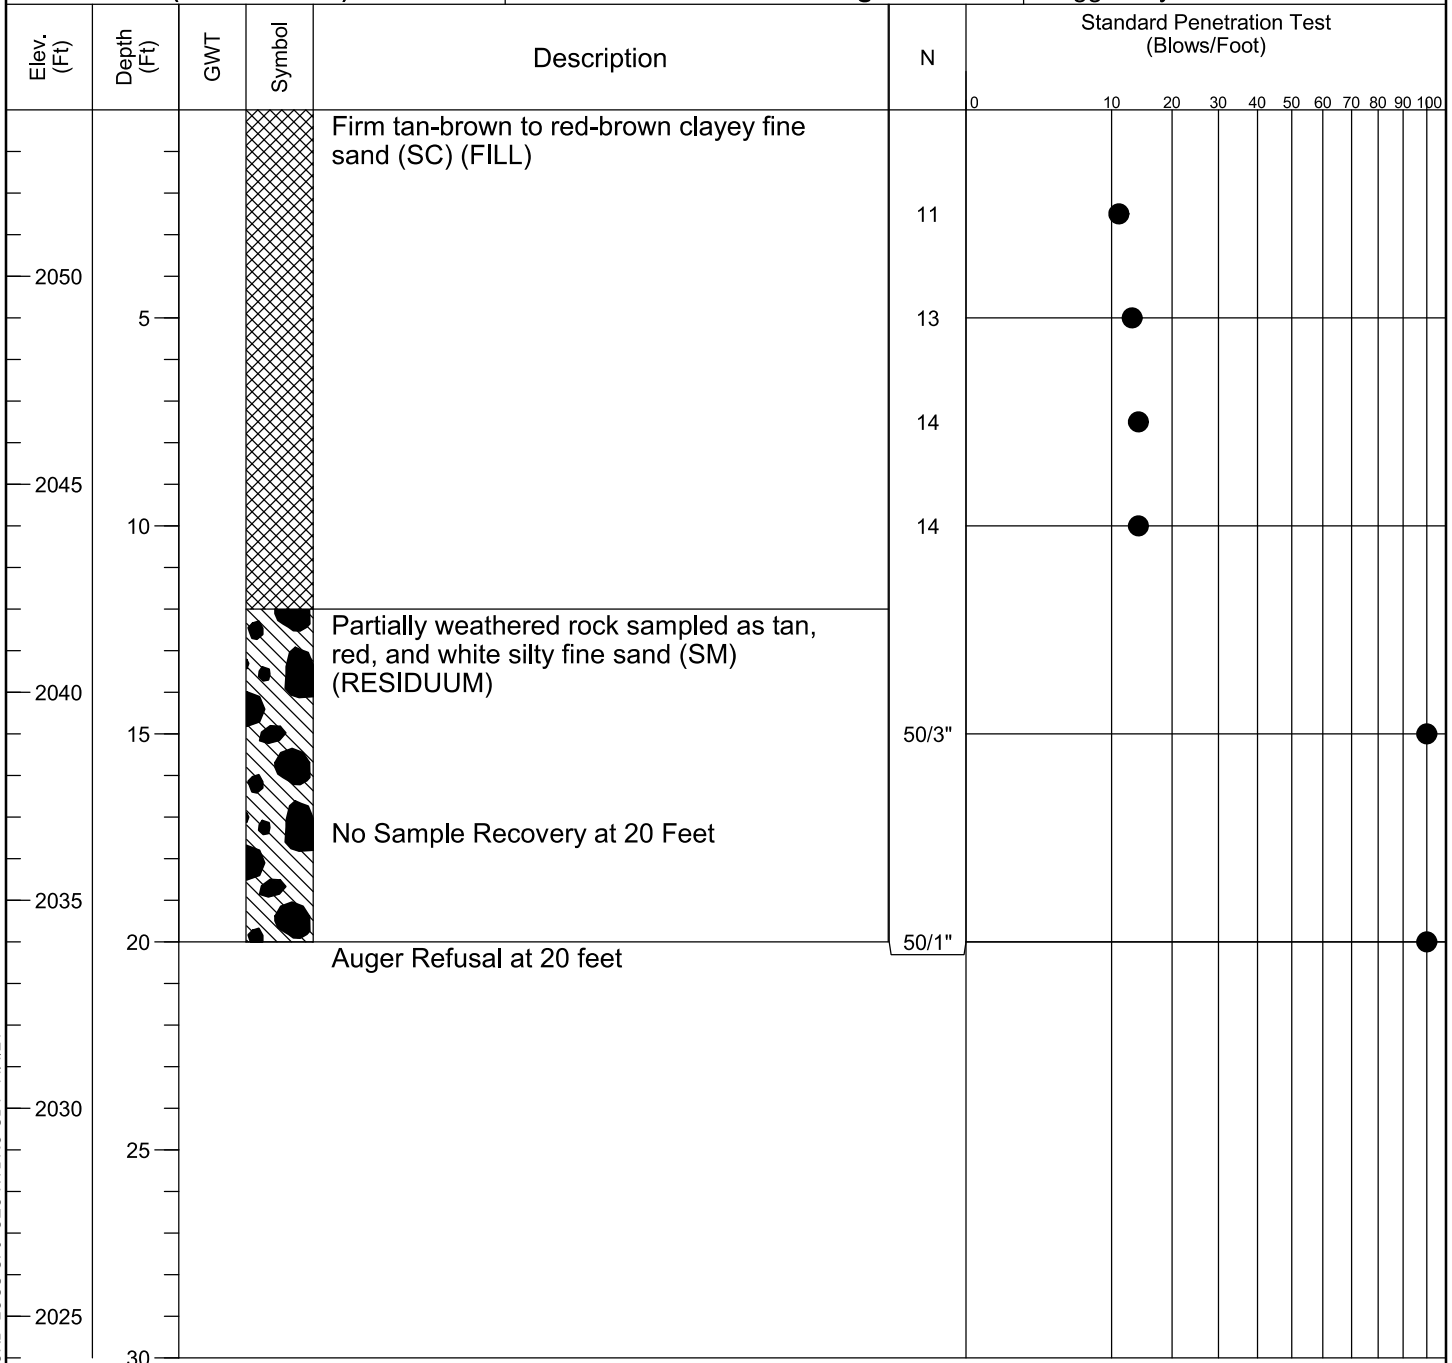 Elev. (Ft)
Depth (Ft)
GWT
Symbol
Description
N
Standard Penetration Test
(Blows/Foot)
0 10 20 30 40 50 60 70 80 90 100
Firm tan-brown to red-brown clayey fine
sand (SC) (FILL)
11
2050
5
13
14
2045
10
14
Partially weathered rock sampled as tan,
red, and white silty fine sand (SM)
(RESIDUUM)
2040
15
50/3"
No Sample Recovery at 20 Feet
2035
20
50/1"
Auger Refusal at 20 feet
2030
25
2025
30